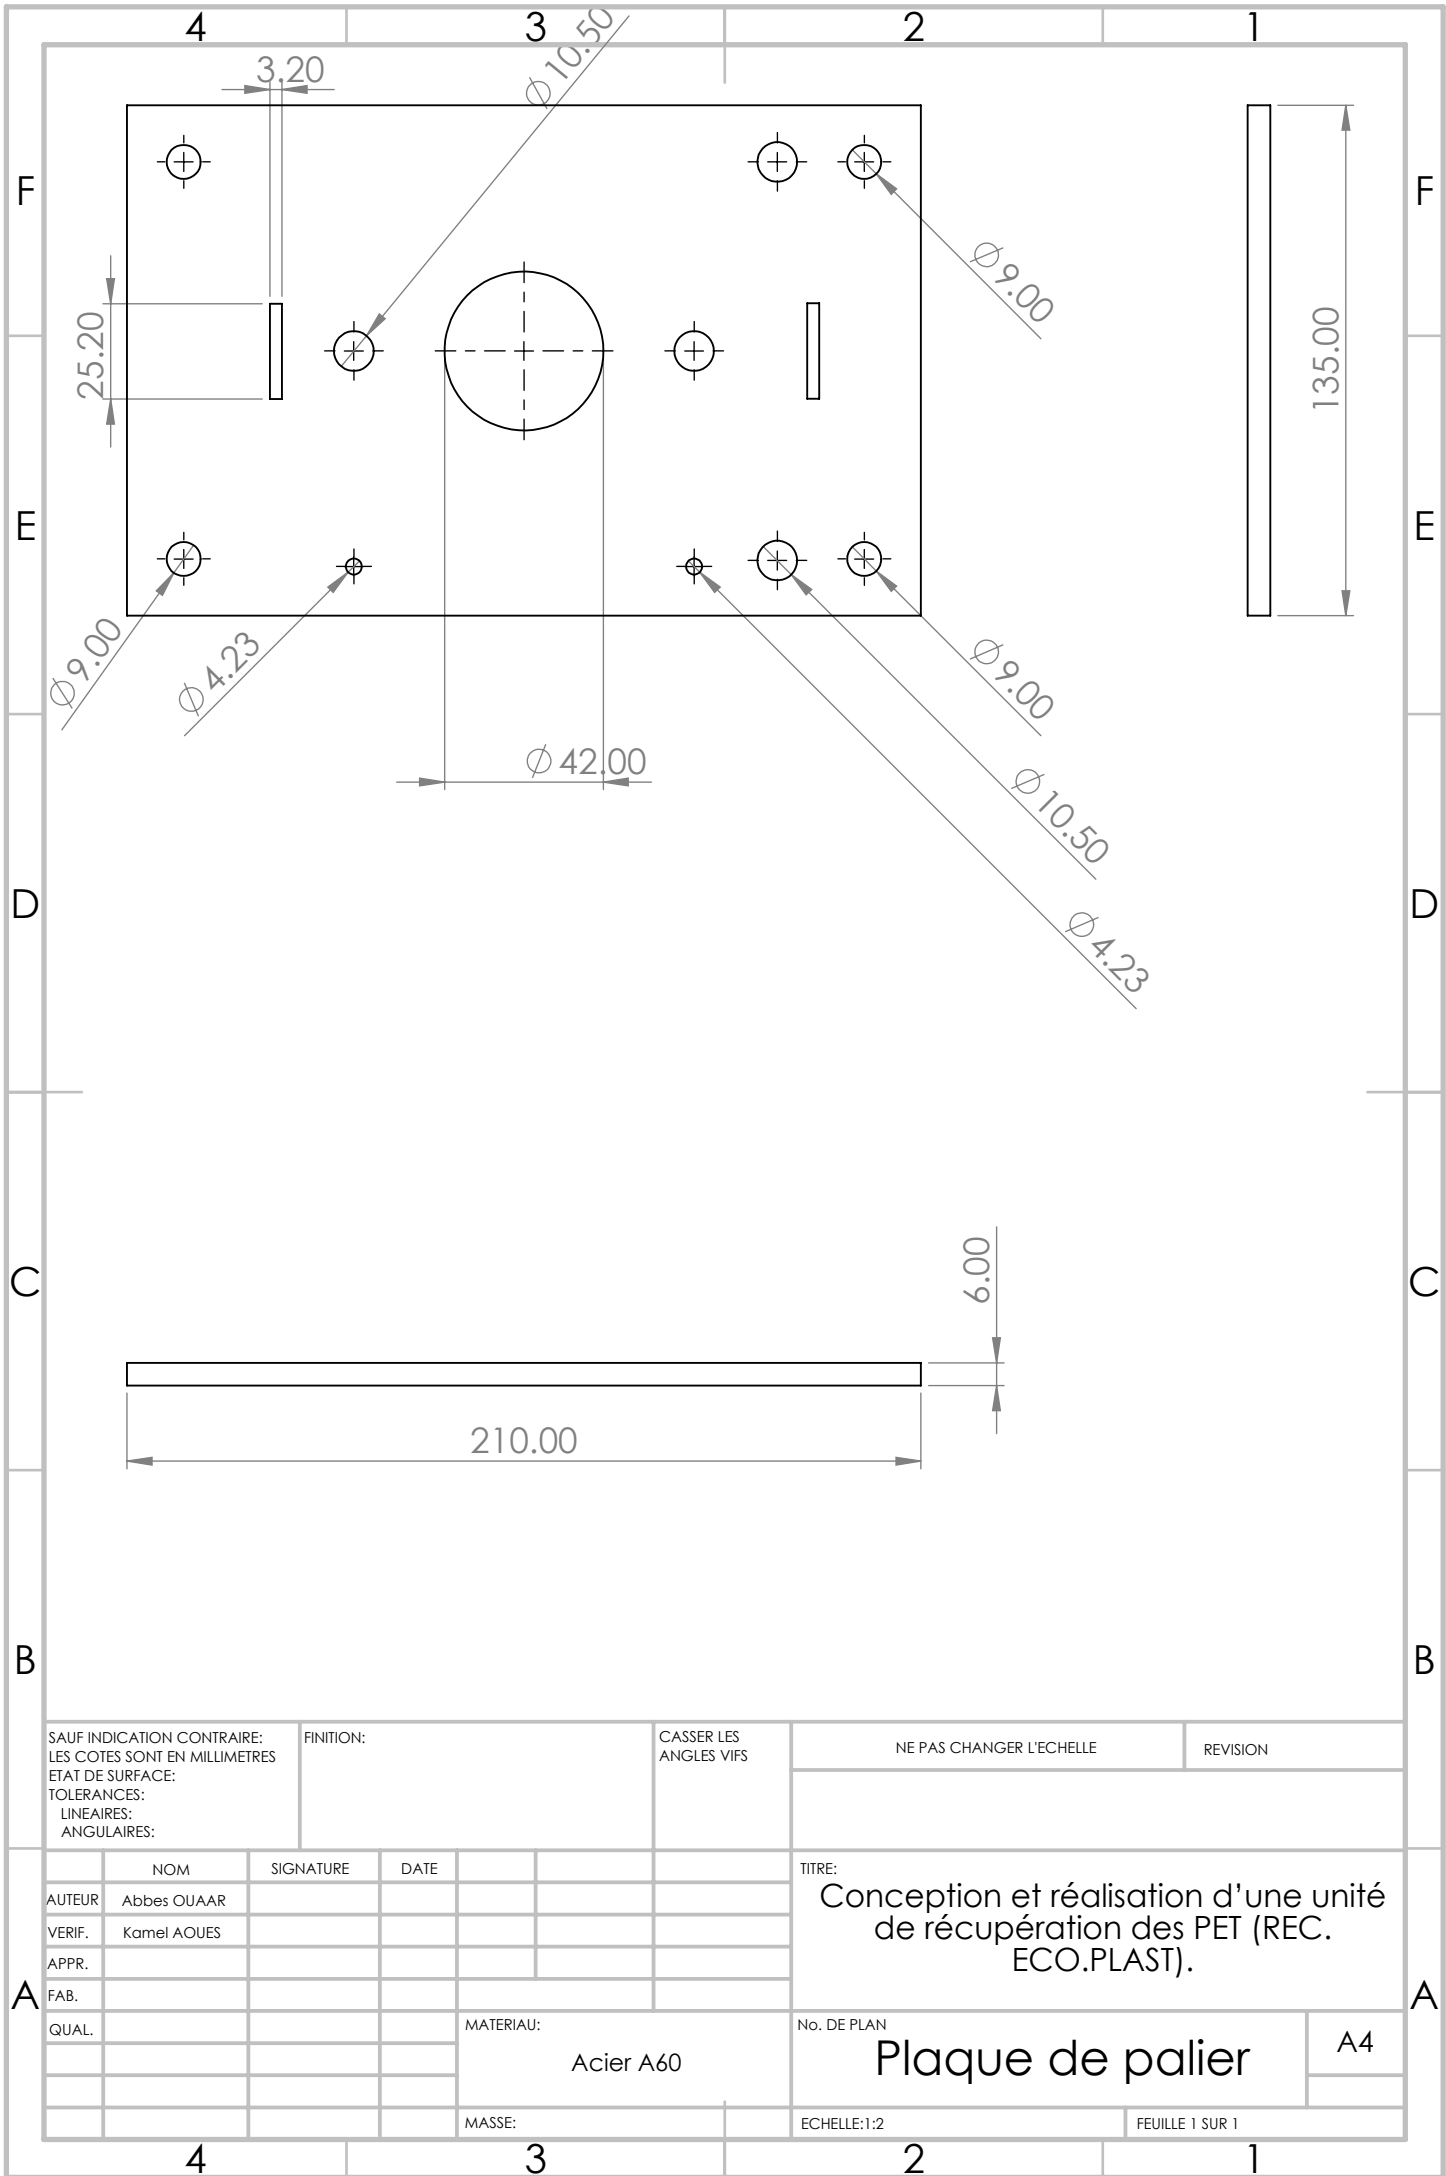 4 3 2 1
3.20
Ø 10.50
F F
Ø 9.00
25.20
135.00
E E
Ø 9.00
Ø 4.23
Ø 9.00
Ø 42.00
Ø 10.50
D D
Ø 4.23
6.00
C C
210.00
B B
SAUF INDICATION CONTRAIRE:
LES COTES SONT EN MILLIMETRES
ETAT DE SURFACE:
TOLERANCES:
LINEAIRES:
ANGULAIRES:
FINITION:
CASSER LES
ANGLES VIFS
NE PAS CHANGER L'ECHELLE
REVISION
NOM SIGNATURE DATE
AUTEUR Abbes OUAAR
VERIF. Kamel AOUES
APPR.
FAB.
QUAL.
TITRE:
Conception et réalisation d'une unité
de récupération des PET (REC.
ECO.PLAST).
A A
MATERIAU:
Acier A60
No. DE PLAN
Plaque de palier
A4
MASSE:
ECHELLE:1:2
FEUILLE 1 SUR 1
4 3 2 1